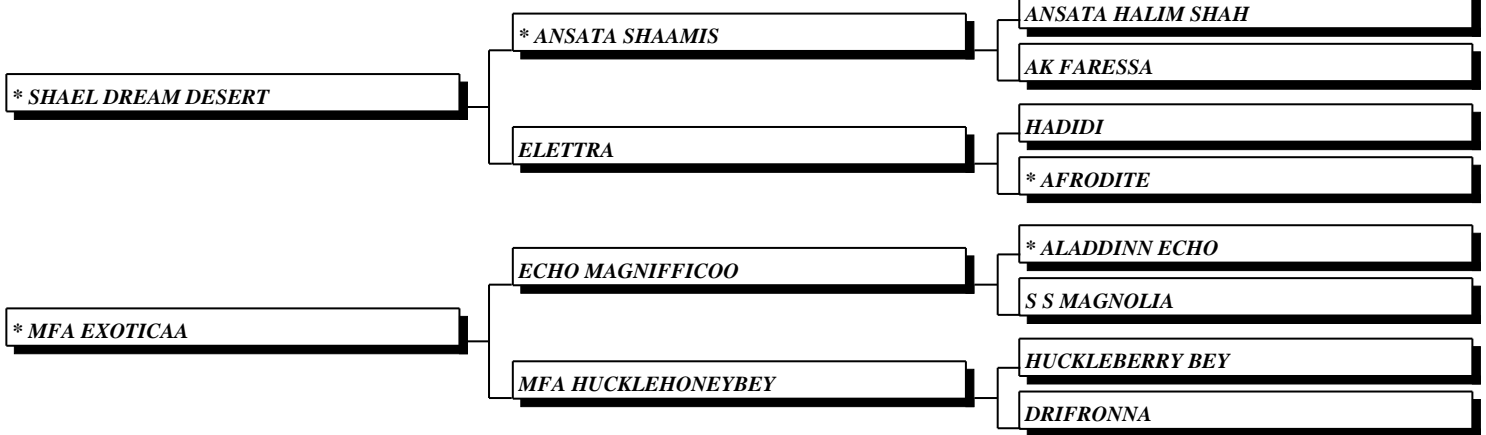 ANSATA HALIM SHAH
* ANSATA SHAAMIS
AK FARESSA
* SHAEL DREAM DESERT
HADIDI
ELETTRA
* AFRODITE
* ALADDINN ECHO
ECHO MAGNIFFICOO
S S MAGNOLIA
* MFA EXOTICAA
HUCKLEBERRY BEY
MFA HUCKLEHONEYBEY
DRIFRONNA